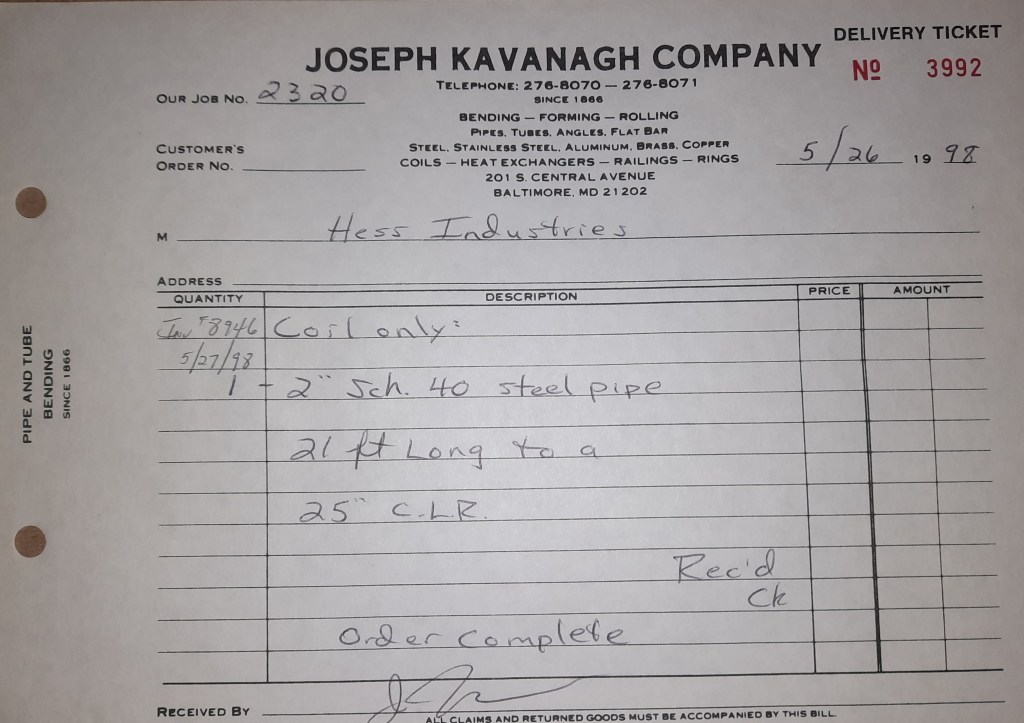 DELIVERY TICKET
JOSEPH KAVANAGH COMPANY
Nº 3992
TELEPHONE: 276-8070 — 276-8071
OUR JOB NO. 2320
SINCE 1866
BENDING — FORMING — ROLLING
PIPES, TUBES, ANGLES, FLAT BAR
CUSTOMER'S
ORDER NO.
STEEL, STAINLESS STEEL, ALUMINUM, BRASS, COPPER
COILS — HEAT EXCHANGERS — RAILINGS — RINGS
5/26 19 98
201 S. CENTRAL AVENUE
BALTIMORE, MD 21202
M Hess Industries
ADDRESS
QUANTITY DESCRIPTION PRICE AMOUNT
Inv # 8946 Coil only:
5/27/98
1 - 2" Sch. 40 steel pipe
21 ft Long to a
25" C.L.R.
Rec'd
Ck
Order Complete
RECEIVED BY
ALL CLAIMS AND RETURNED GOODS MUST BE ACCOMPANIED BY THIS BILL.
PIPE AND TUBE
BENDING
SINCE 1866